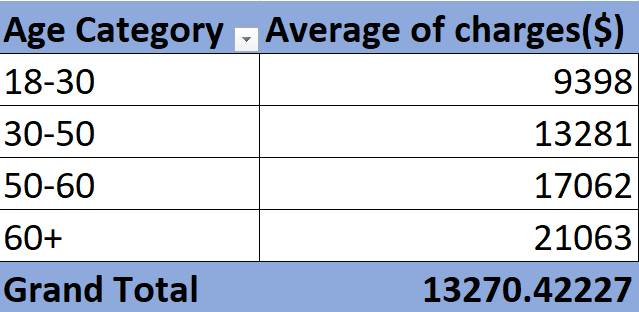 Age Category Average of charges($)
18-30 9398
30-50 13281
50-60 17062
60+ 21063
Grand Total 13270.42227